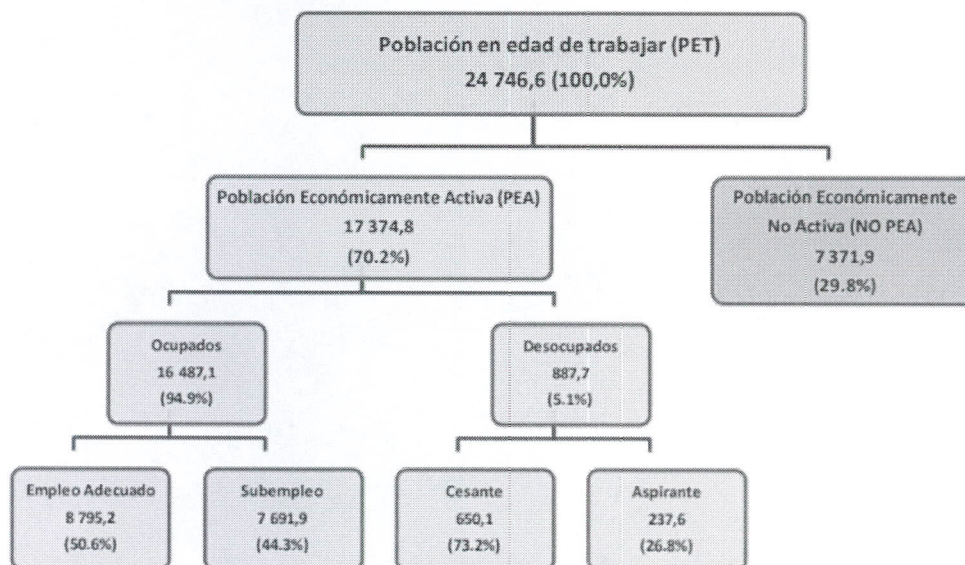 Población en edad de trabajar (PET)
24 746,6 (100,0%)
Población Económicamente Activa (PEA)
17 374,8
(70.2%)
Población Económicamente
No Activa (NO PEA)
7 371,9
(29.8%)
Ocupados
16 487,1
(94.9%)
Desocupados
887,7
(5.1%)
Empleo Adecuado
8 795,2
(50.6%)
Subempleo
7 691,9
(44.3%)
Cesante
650,1
(73.2%)
Aspirante
237,6
(26.8%)